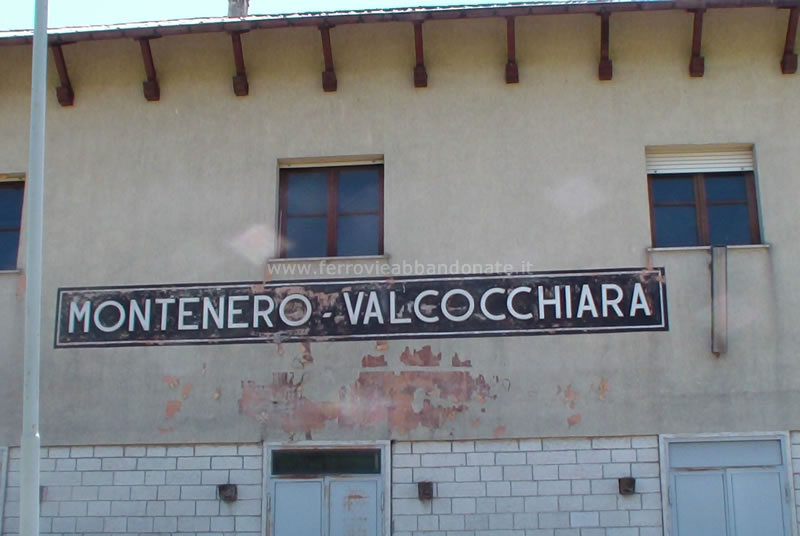 www.ferrovieabbandonate.it
MONTENERO - VALCOCCHIARA